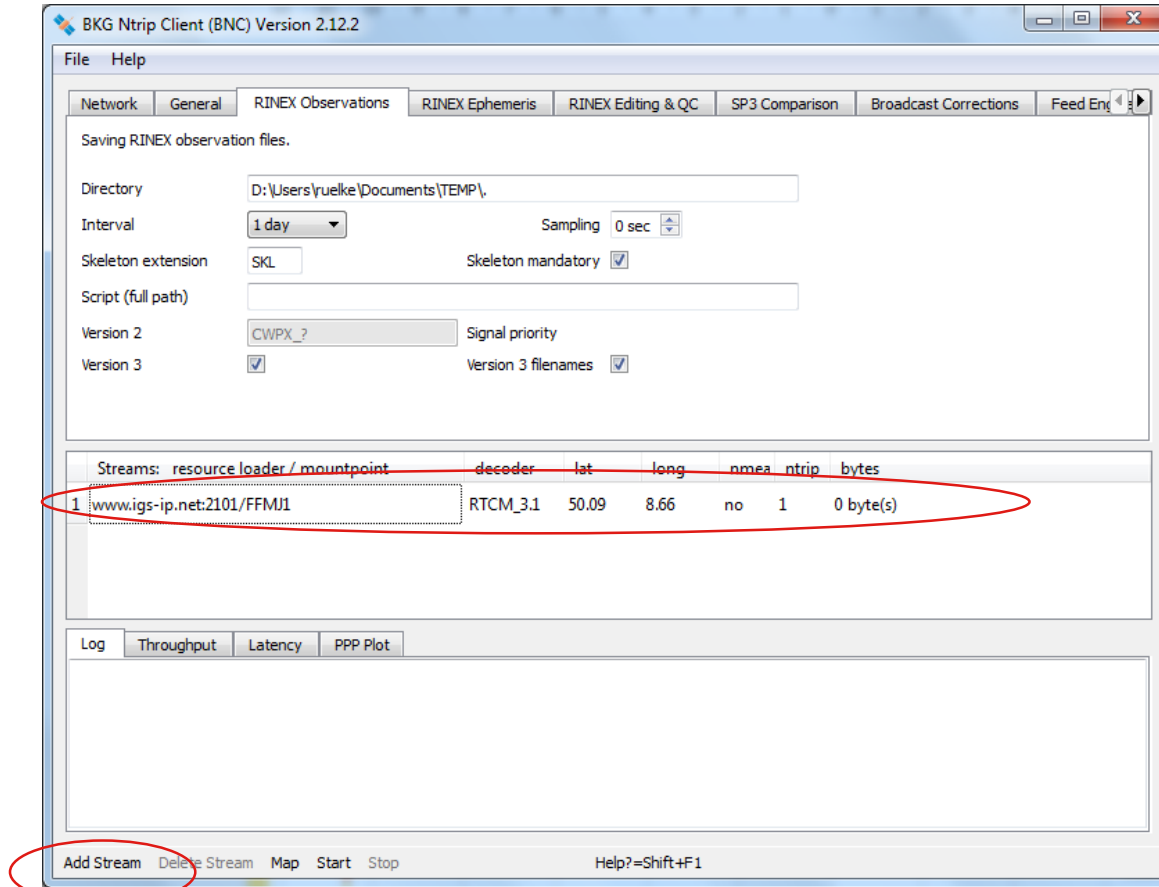 BKG Ntrip Client (BNC) Version 2.12.2
File Help
Network General RINEX Observations RINEX Ephemeris RINEX Editing & QC SP3 Comparison Broadcast Corrections Feed
Saving RINEX observation files.
Directory D:\Users\ruelke\Documents\TEMP\.
Interval 1 day Sampling 0 sec
Skeleton extension SKL Skeleton mandatory
Script (full path)
Version 2 CWPX_? Signal priority
Version 3 Version 3 filenames
Streams: resource loader / mountpoint decoder lat long nmea ntrip bytes
1 www.igs-ip.net:2101/FFMJ1 RTCM_3.1 50.09 8.66 no 1 0 byte(s)
Log Throughput Latency PPP Plot
Add Stream Delete Stream Map Start Stop Help?=Shift+F1